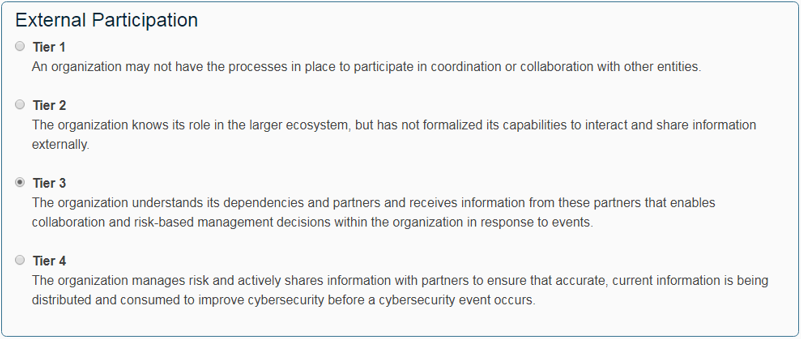 External Participation
Tier 1
An organization may not have the processes in place to participate in coordination or collaboration with other entities.
Tier 2
The organization knows its role in the larger ecosystem, but has not formalized its capabilities to interact and share information
externally.
Tier 3
The organization understands its dependencies and partners and receives information from these partners that enables
collaboration and risk-based management decisions within the organization in response to events.
Tier 4
The organization manages risk and actively shares information with partners to ensure that accurate, current information is being
distributed and consumed to improve cybersecurity before a cybersecurity event occurs.